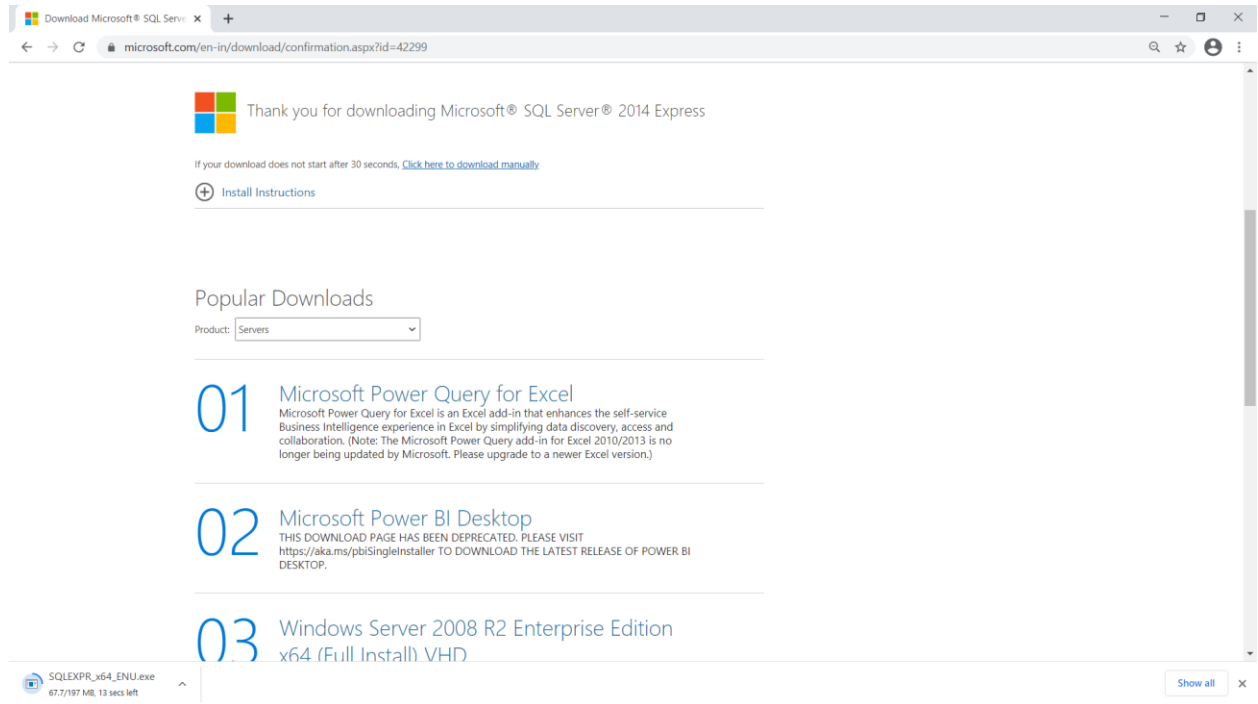 Download Microsoft® SQL Serve
microsoft.com/en-in/download/confirmation.aspx?id=42299
Thank you for downloading Microsoft® SQL Server® 2014 Express
If your download does not start after 30 seconds, Click here to download manually
Install Instructions
Popular Downloads
Product: Servers
01
Microsoft Power Query for Excel
Microsoft Power Query for Excel is an Excel add-in that enhances the self-service
Business Intelligence experience in Excel by simplifying data discovery, access and
collaboration. (Note: The Microsoft Power Query add-in for Excel 2010/2013 is no
longer being updated by Microsoft. Please upgrade to a newer Excel version.)
02
Microsoft Power BI Desktop
THIS DOWNLOAD PAGE HAS BEEN DEPRECATED. PLEASE VISIT
https://aka.ms/pbiSingleInstaller TO DOWNLOAD THE LATEST RELEASE OF POWER BI
DESKTOP.
03
Windows Server 2008 R2 Enterprise Edition
x64 (Full Install) VHD
SQLEXPR_x64_ENU.exe
67.7/197 MB, 13 secs left
Show all